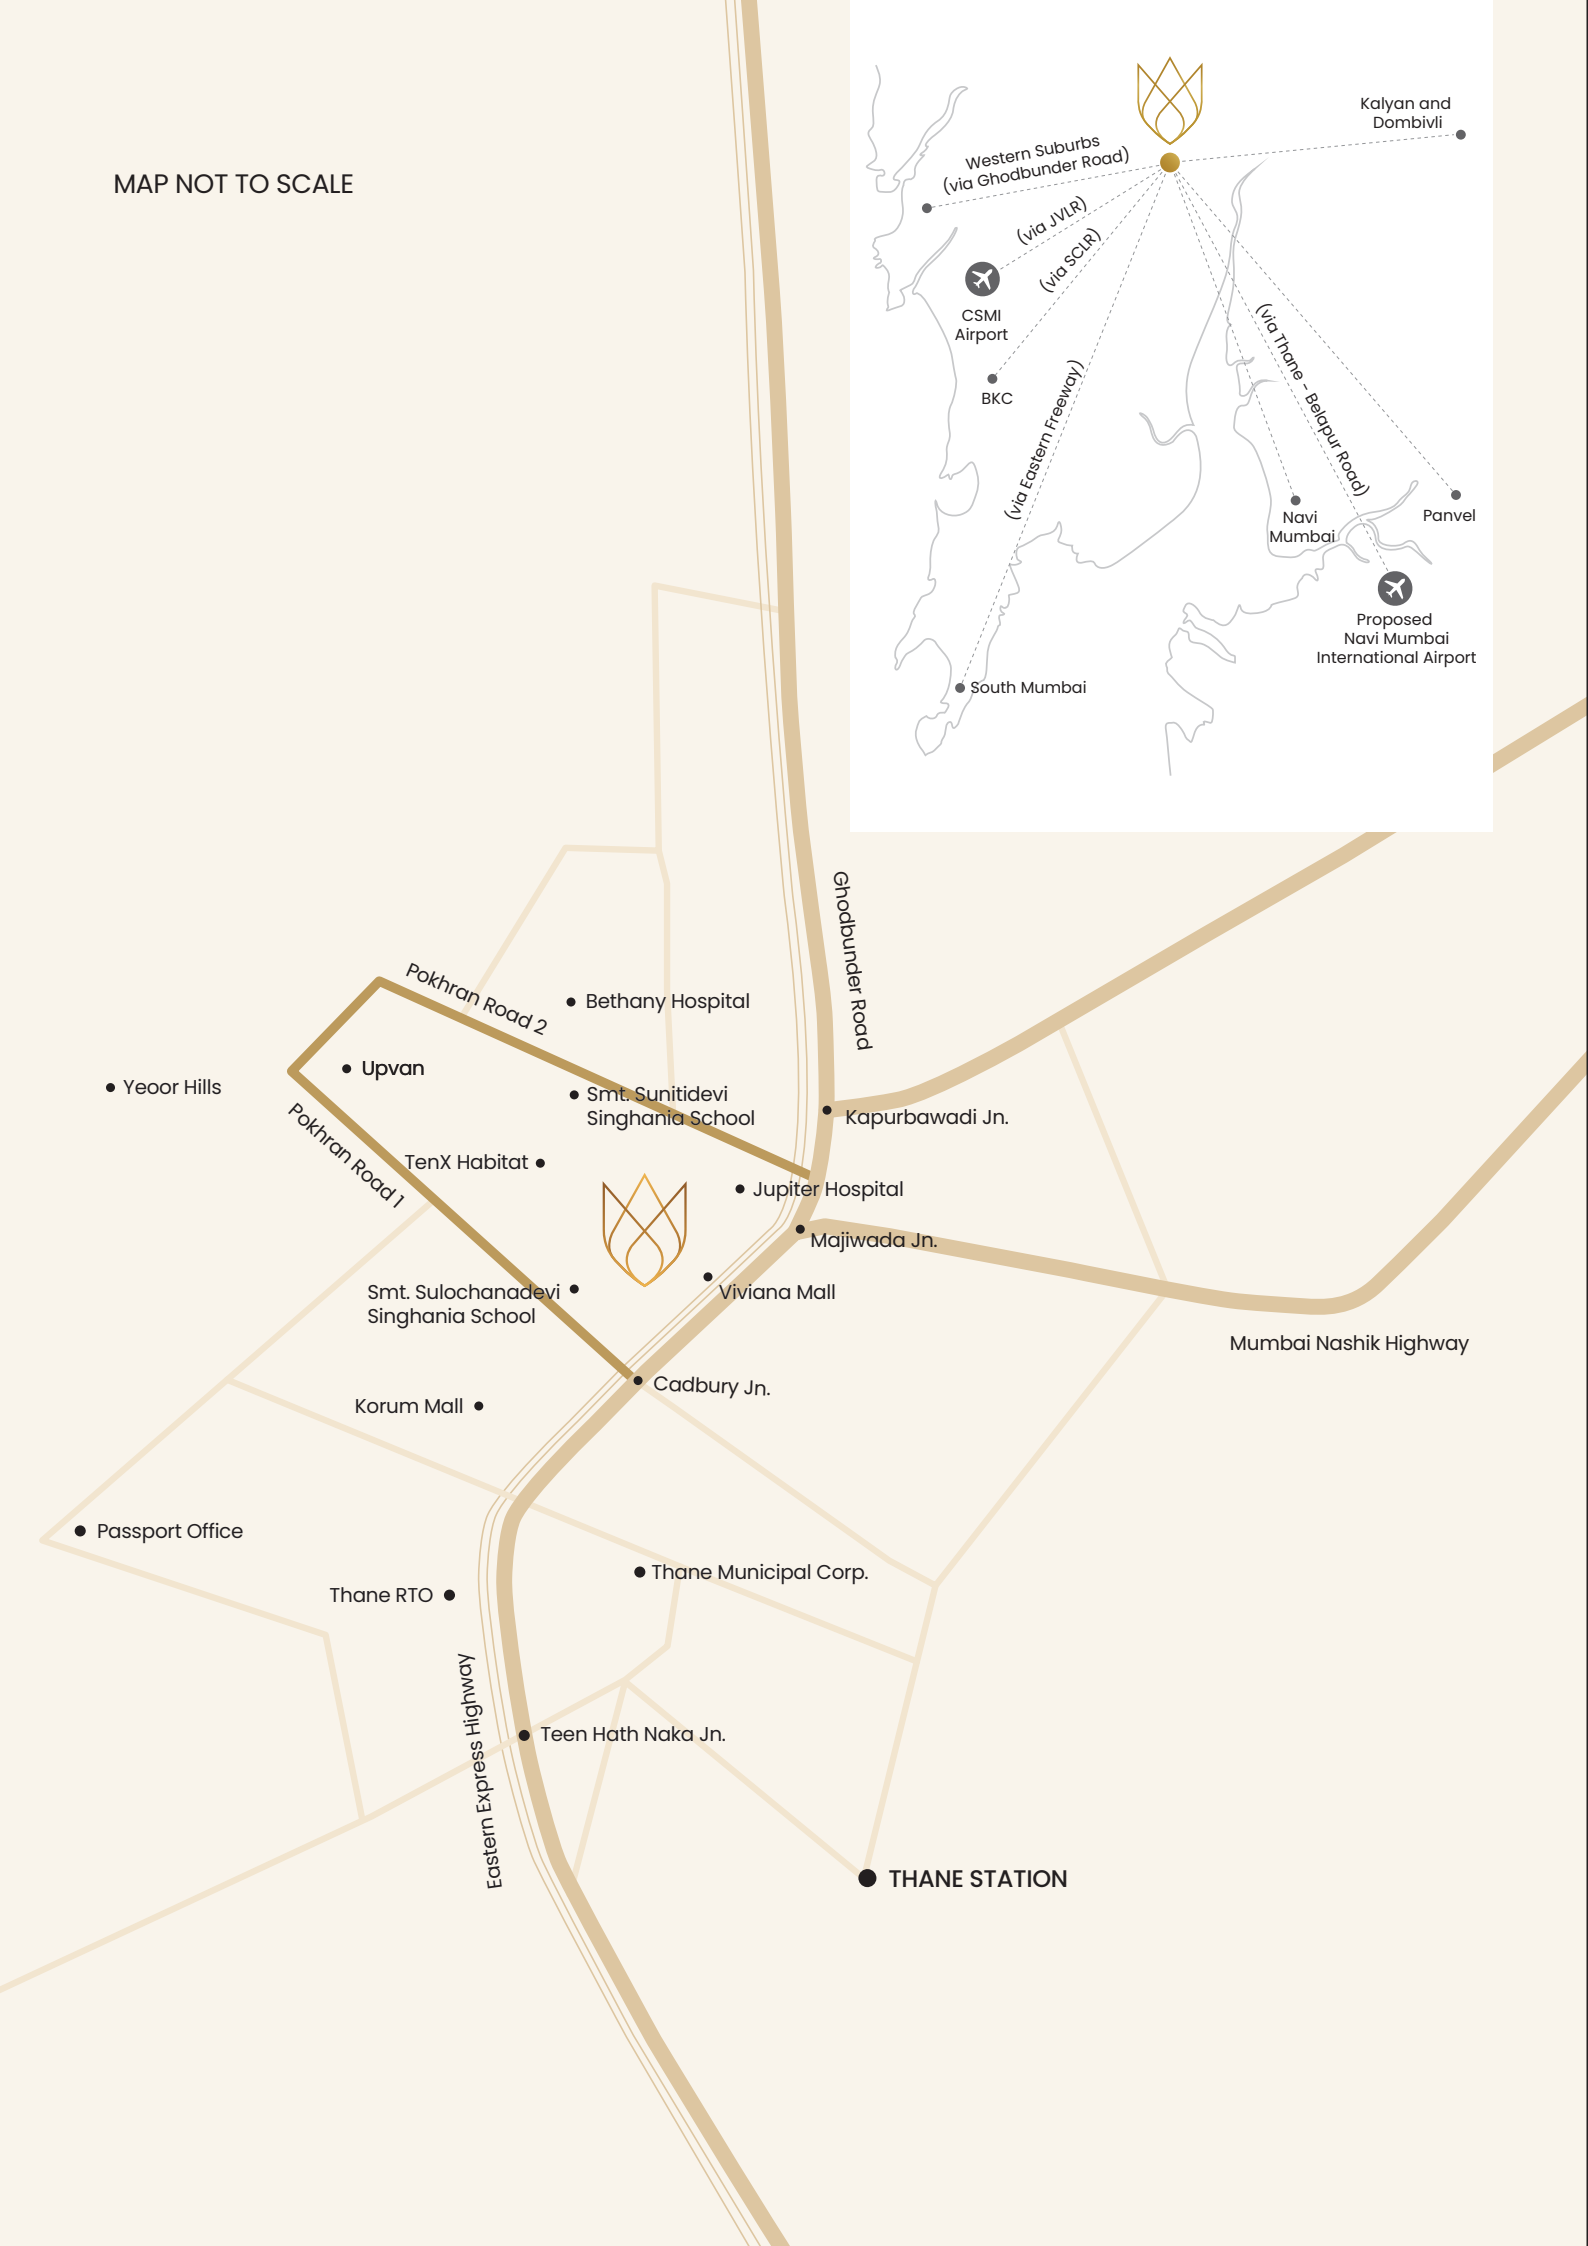 MAP NOT TO SCALE
Kalyan and
Dombivli
Western Suburbs
(via Ghodbunder Road)
(via JVLR)
(via SCLR)
CSMI
Airport
BKC
(via Eastern Freeway)
(via Thane - Belapur Road)
Navi
Mumbai
Panvel
Proposed
Navi Mumbai
International Airport
South Mumbai
Ghodbunder Road
Pokhran Road 2
Bethany Hospital
Upvan
Yeoor Hills
Smt. Sunitidevi
Singhania School
Kapurbawadi Jn.
Pokhran Road 1
TenX Habitat
Jupiter Hospital
Majiwada Jn.
Smt. Sulochanadevi
Singhania School
Viviana Mall
Mumbai Nashik Highway
Cadbury Jn.
Korum Mall
Passport Office
Thane Municipal Corp.
Thane RTO
Eastern Express Highway
Teen Hath Naka Jn.
THANE STATION